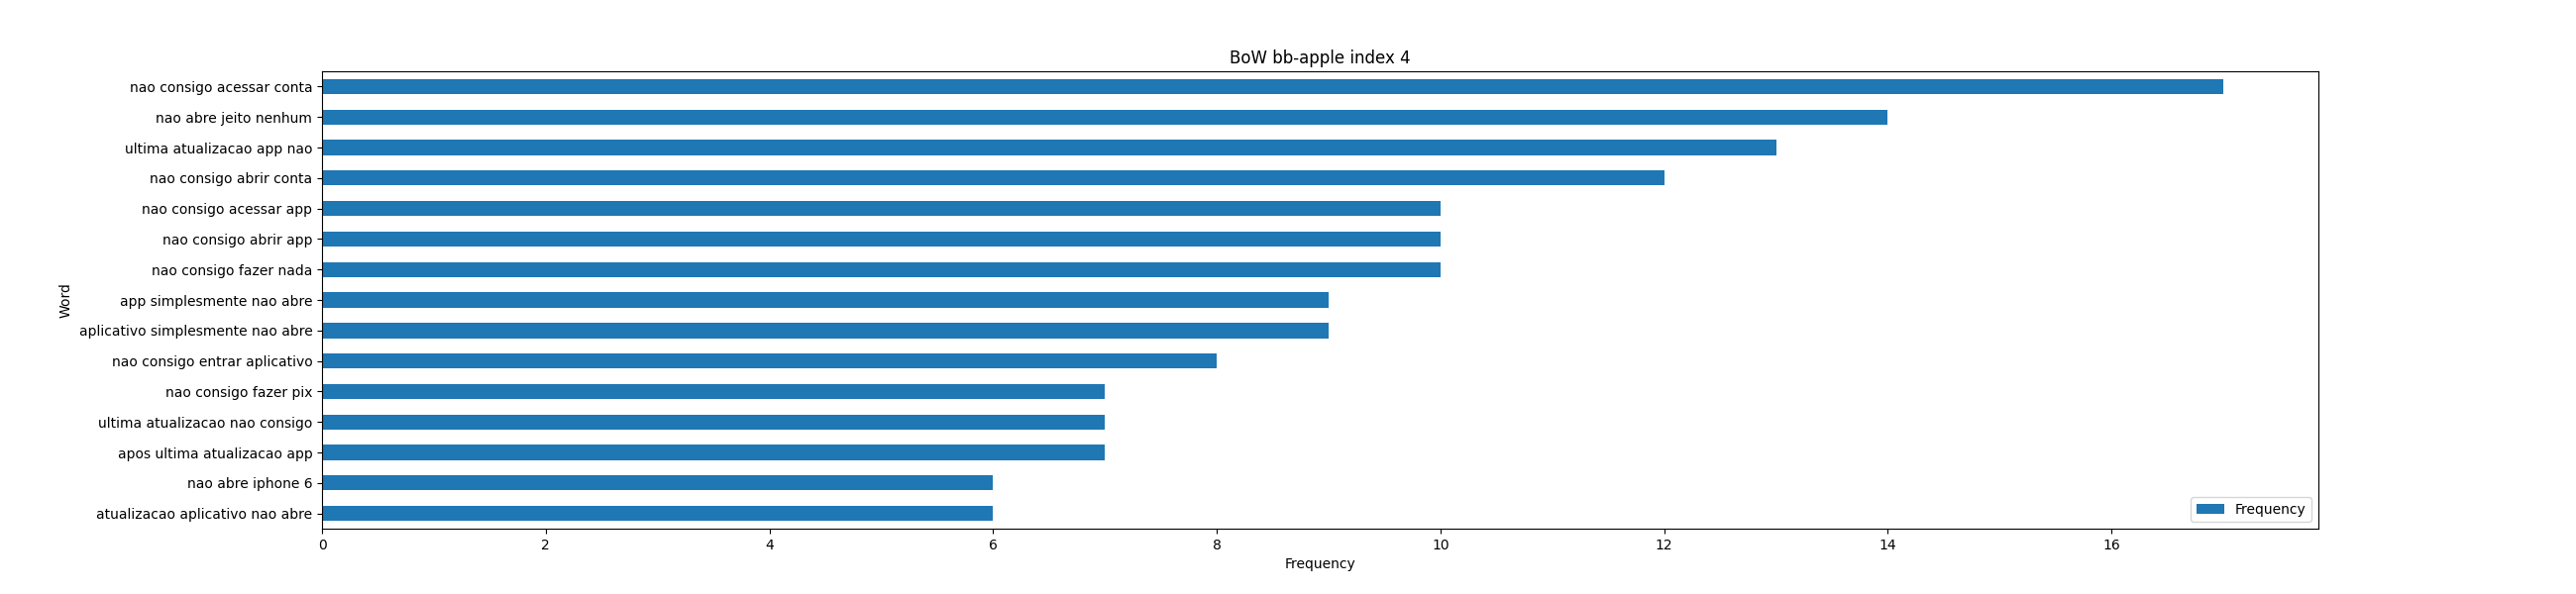 BoW bb-apple index 4
nao consigo acessar conta
nao abre jeito nenhum
ultima atualizacao app nao
nao consigo abrir conta
nao consigo acessar app
nao consigo abrir app
nao consigo fazer nada
app simplesmente nao abre
aplicativo simplesmente nao abre
nao consigo entrar aplicativo
nao consigo fazer pix
ultima atualizacao nao consigo
apos ultima atualizacao app
nao abre iphone 6
atualizacao aplicativo nao abre
Word
Frequency
0 2 4 6 8 10 12 14 16
Frequency